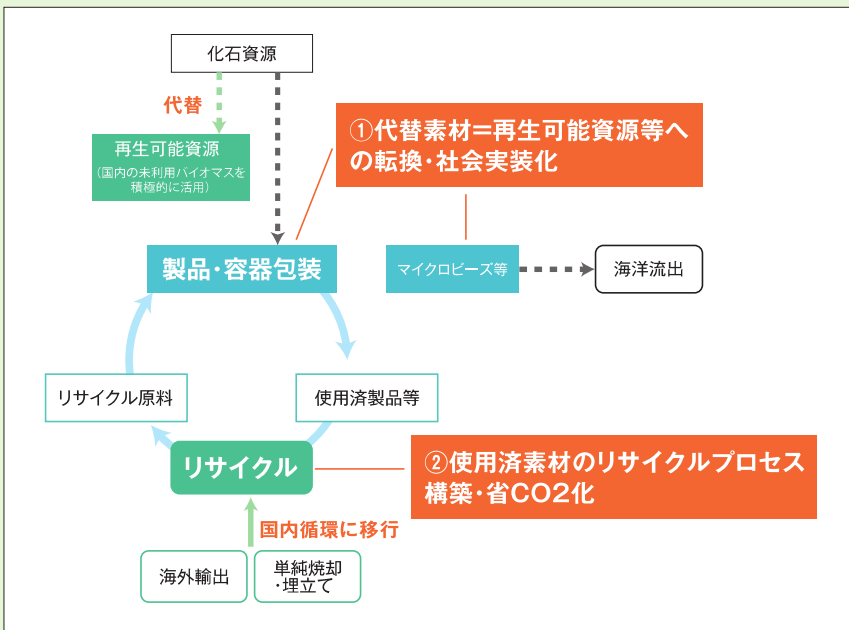 化石資源
代替
再生可能資源
（国内の未利用バイオマスを
積極的に活用）
①代替素材＝再生可能資源等へ
の転換・社会実装化
製品・容器包装
マイクロビーズ等
海洋流出
リサイクル原料
使用済製品等
リサイクル
②使用済素材のリサイクルプロセス
構築・省CO2化
国内循環に移行
海外輸出
単純焼却
・埋立て